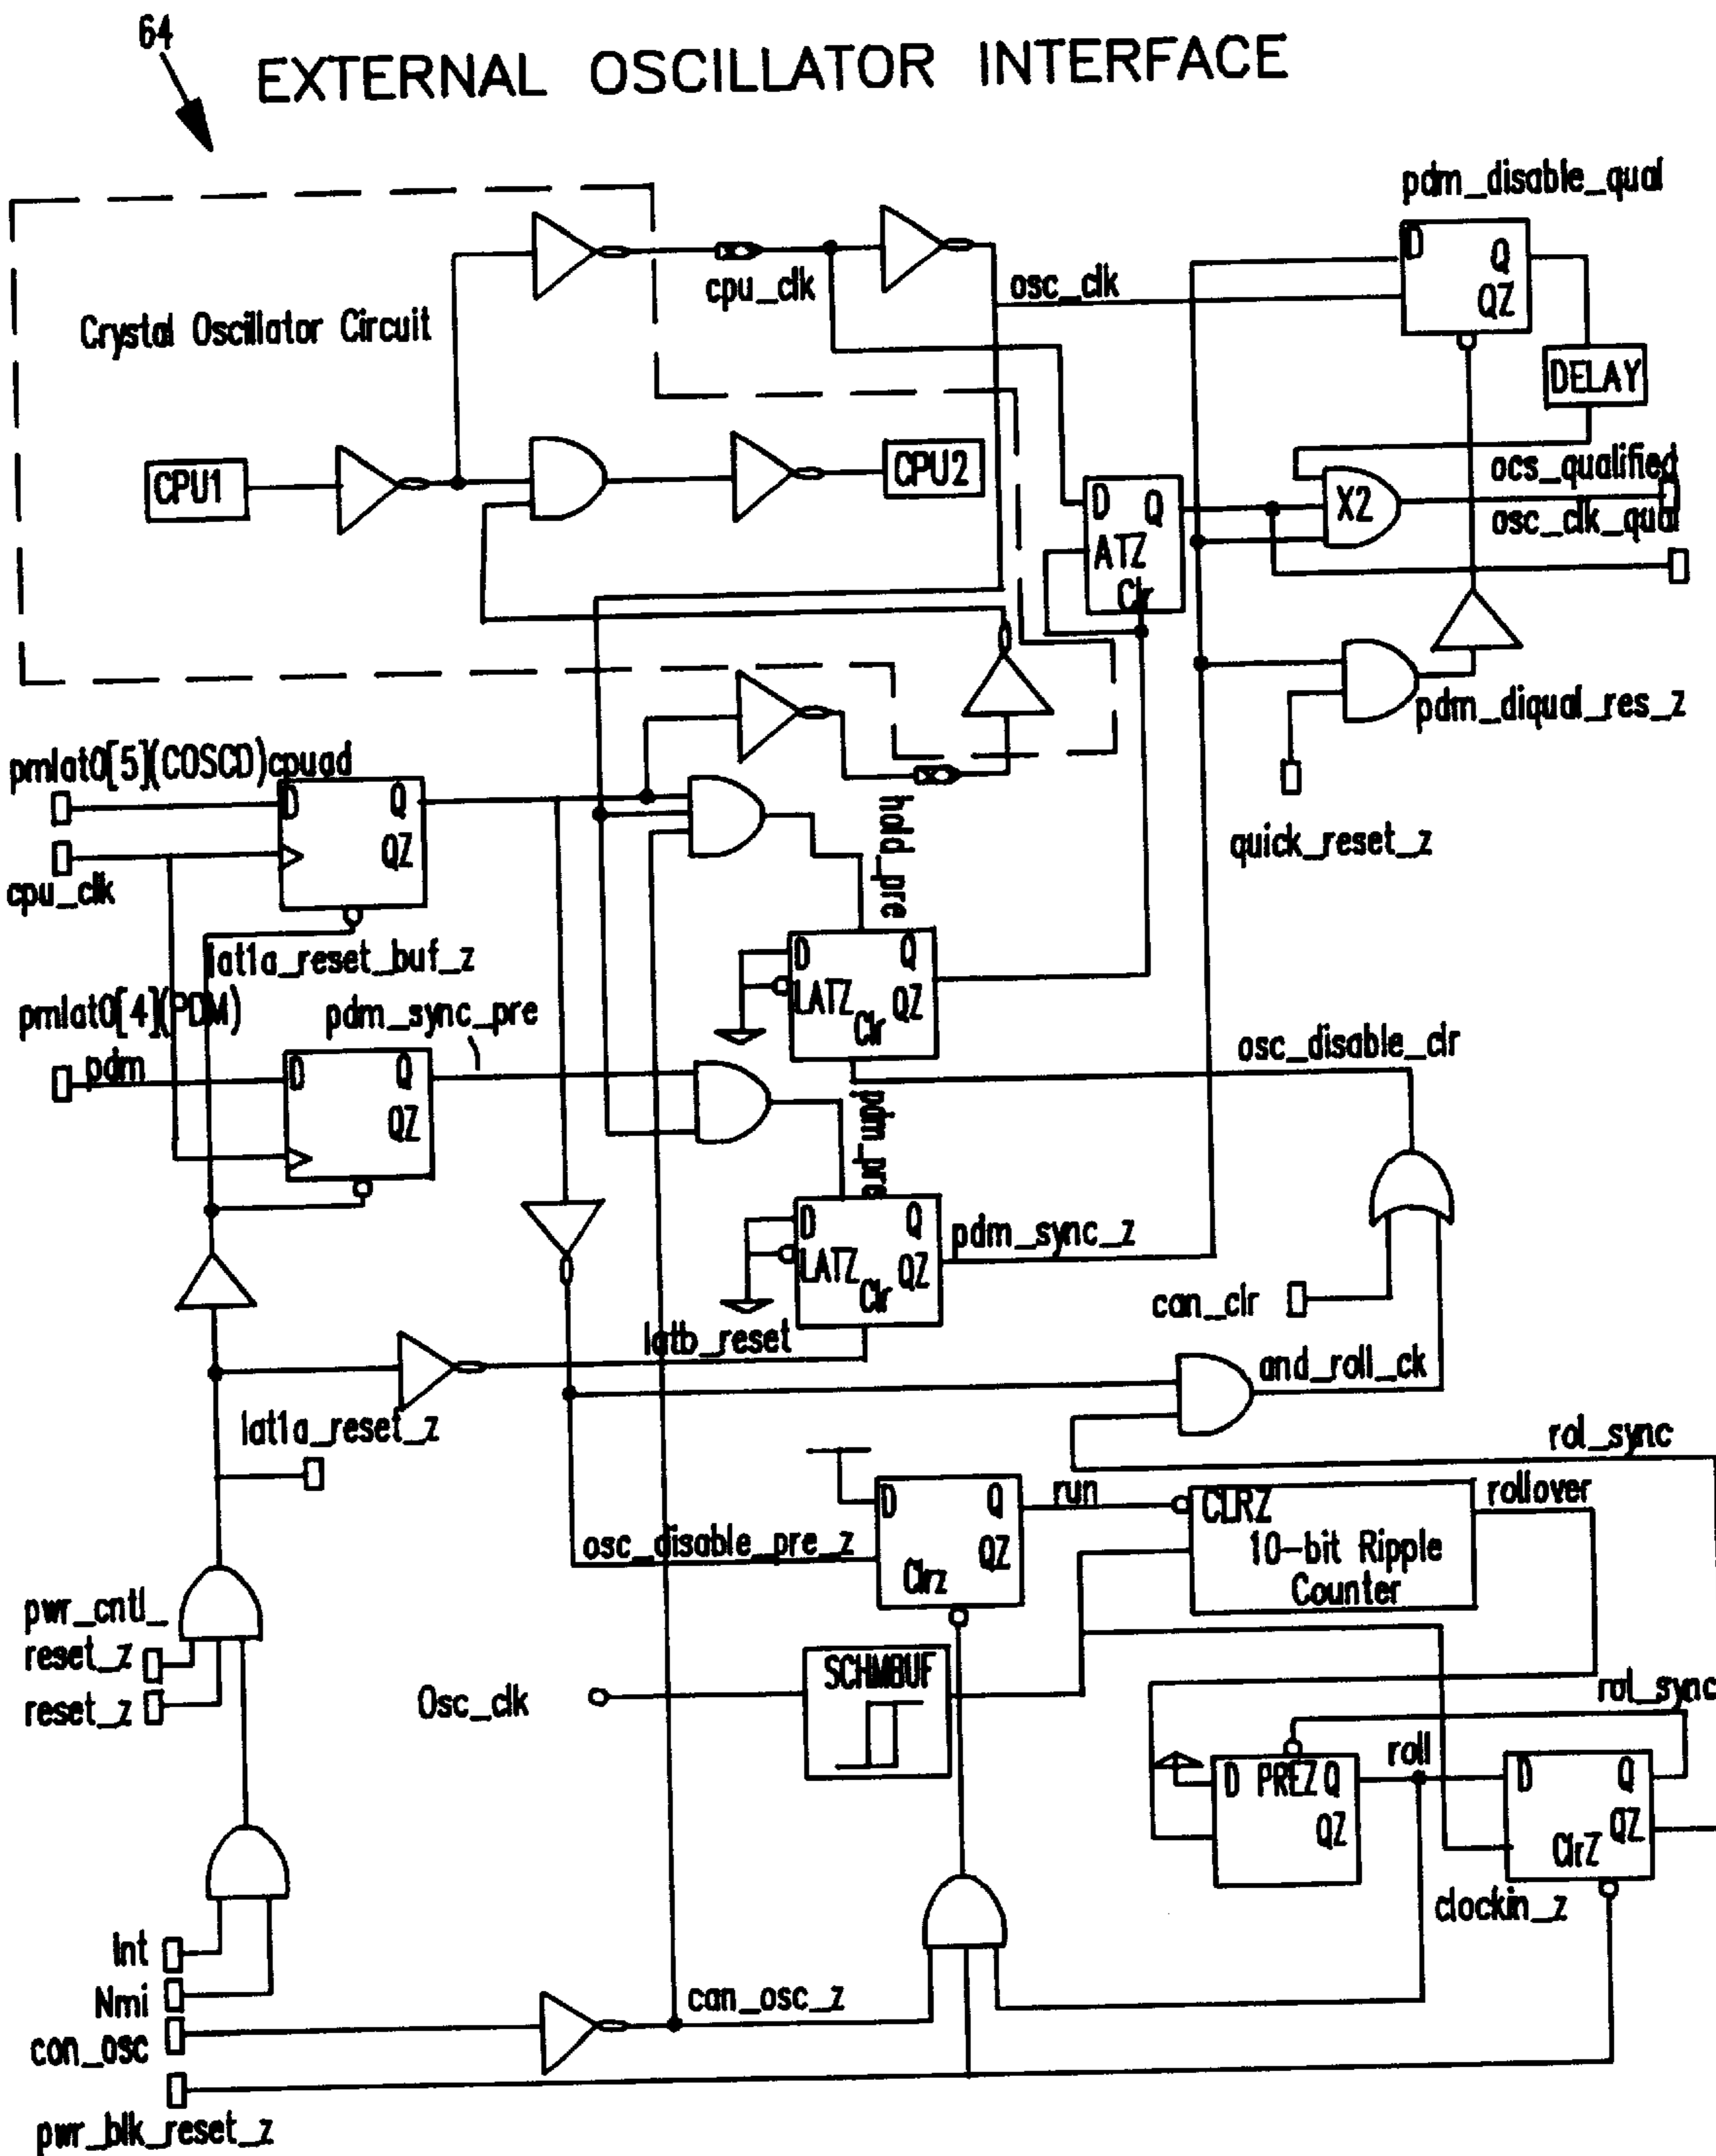 64
EXTERNAL OSCILLATOR INTERFACE
pdm_disable_qual
D Q
QZ
cpu_clk
osc_clk
Crystal Oscillator Circuit
DELAY
CPU1
CPU2
D Q
ATZ
Clr
X2
ocs_qualified
osc_clk_qual
pdm_diqual_res_z
quick_reset_z
pmlat0[5](COSCD)cpuad
D Q
QZ
cpu_clk
hold_pre
lat1a_reset_buf_z
D Q
LATZ QZ
Clr
pmlat0[4](PDM)
pdm
pdm_sync_pre
D Q
QZ
osc_disable_clr
pdm_pre
D Q
LATZ QZ
Clr
pdm_sync_z
can_clr
latb_reset
and_roll_ck
lat1a_reset_z
rol_sync
D Q
QZ
Clrz
run
CLRZ
10-bit Ripple
Counter
rollover
osc_disable_pre_z
pwr_cntl_
reset_z
reset_z
Osc_clk
SCHMBUF
rol_sync
roll
D PREZ Q
QZ
D Q
QZ
ClrZ
clockin_z
Int
Nmi
con_osc
can_osc_z
pwr_blk_reset_z